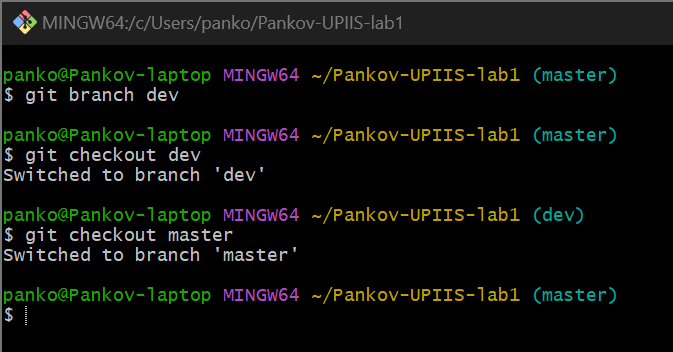 MINGW64:/c/Users/panko/Pankov-UPIIS-lab1
panko@Pankov-laptop MINGW64 ~/Pankov-UPIIS-lab1 (master)
$ git branch dev
panko@Pankov-laptop MINGW64 ~/Pankov-UPIIS-lab1 (master)
$ git checkout dev
Switched to branch 'dev'
panko@Pankov-laptop MINGW64 ~/Pankov-UPIIS-lab1 (dev)
$ git checkout master
Switched to branch 'master'
panko@Pankov-laptop MINGW64 ~/Pankov-UPIIS-lab1 (master)
$